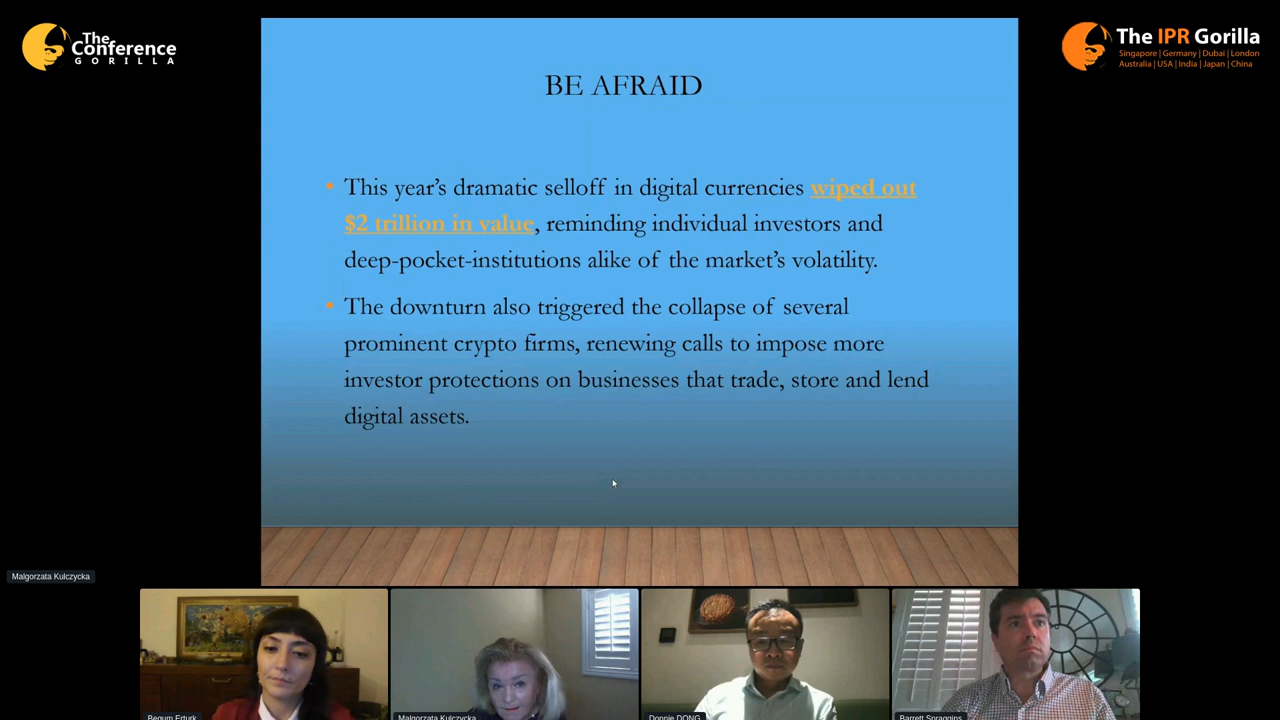 The
Conference
GORILLA
The IPR Gorilla
Singapore | Germany | Dubai | London
Australia | USA | India | Japan | China
BE AFRAID
• This year’s dramatic selloff in digital currencies wiped out
$2 trillion in value, reminding individual investors and
deep-pocket-institutions alike of the market’s volatility.
• The downturn also triggered the collapse of several
prominent crypto firms, renewing calls to impose more
investor protections on businesses that trade, store and lend
digital assets.
Malgorzata Kulczycka
Begum Erturk
Malgorzata Kulczycka
Donnie DONG
Barrett Spraggins